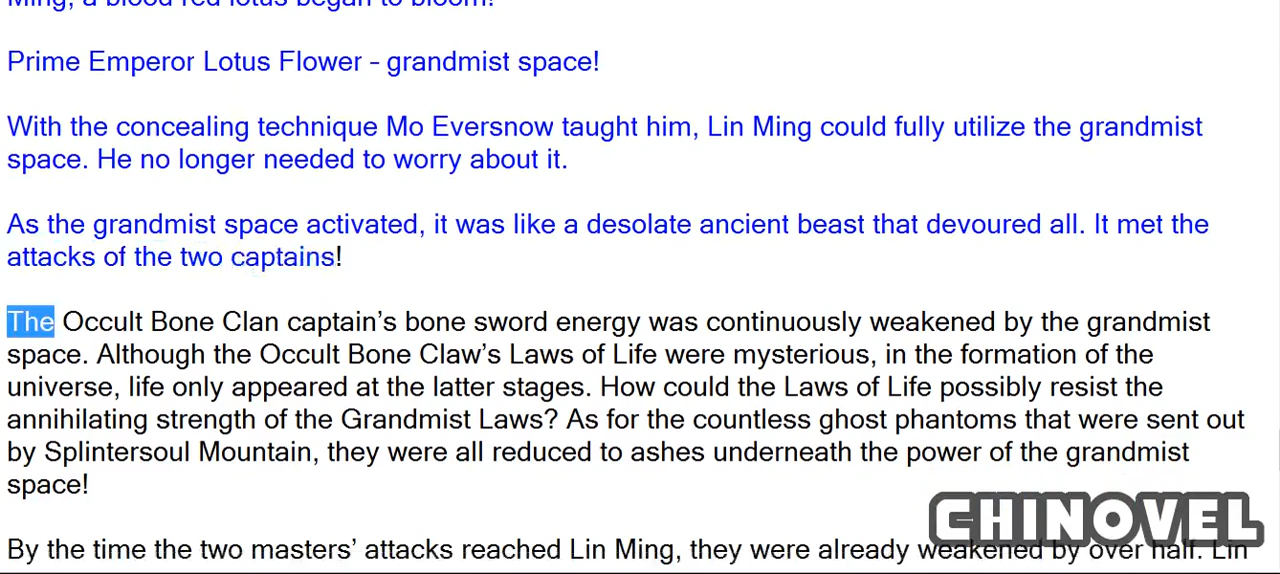 Ming, a blood red lotus began to bloom!
Prime Emperor Lotus Flower – grandmist space!
With the concealing technique Mo Eversnow taught him, Lin Ming could fully utilize the grandmist
space. He no longer needed to worry about it.
As the grandmist space activated, it was like a desolate ancient beast that devoured all. It met the
attacks of the two captains!
The Occult Bone Clan captain’s bone sword energy was continuously weakened by the grandmist
space. Although the Occult Bone Claw’s Laws of Life were mysterious, in the formation of the
universe, life only appeared at the latter stages. How could the Laws of Life possibly resist the
annihilating strength of the Grandmist Laws? As for the countless ghost phantoms that were sent out
by Splintersoul Mountain, they were all reduced to ashes underneath the power of the grandmist
space!
By the time the two masters’ attacks reached Lin Ming, they were already weakened by over half. Lin
CHINOVEL